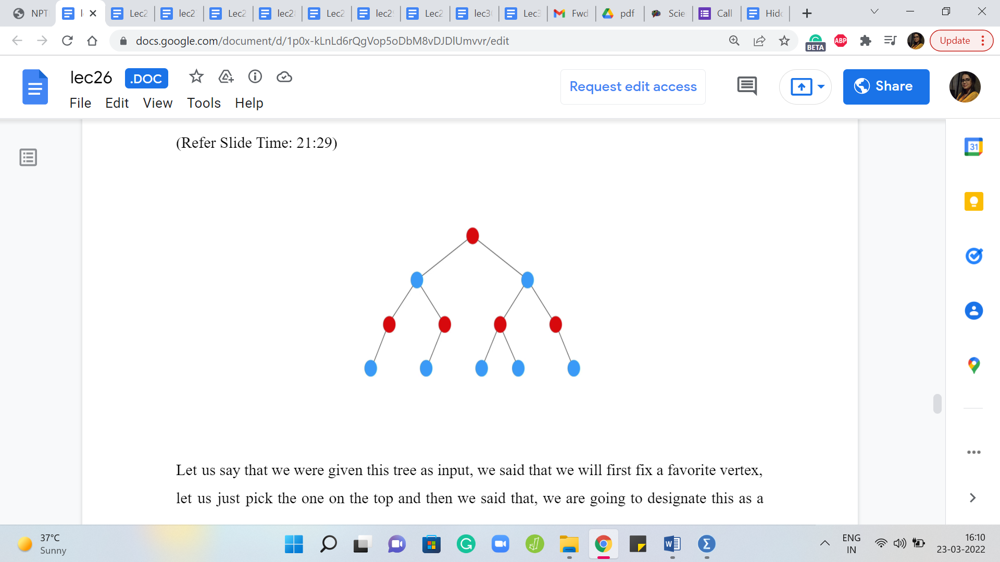 NPT
l
Lec2
lec2
Lec2
lec2
Lec2
lec2
Lec2
lec3
Lec3
Fwd
pdf
Scie
Call
Hid
docs.google.com/document/d/1p0x-kLnLd6rQgVop5oDbM8vDJDlUmvvr/edit
BETA
ABP
Update
lec26
.DOC
Request edit access
Share
File Edit View Tools Help
(Refer Slide Time: 21:29)
31
Let us say that we were given this tree as input, we said that we will first fix a favorite vertex,
let us just pick the one on the top and then we said that, we are going to designate this as a
37°C
Sunny
W
Σ
ENG
IN
16:10
23-03-2022